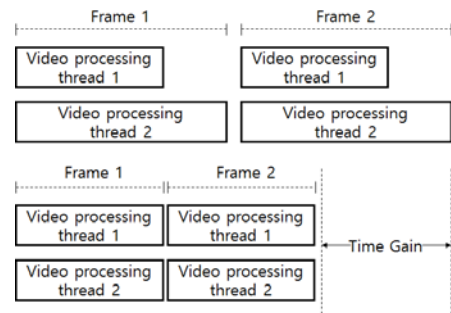 Frame 1
Frame 2
Video processing
thread 1
Video processing
thread 1
Video processing
thread 2
Video processing
thread 2
Frame 1
Frame 2
Video processing
thread 1
Video processing
thread 1
Time Gain
Video processing
thread 2
Video processing
thread 2